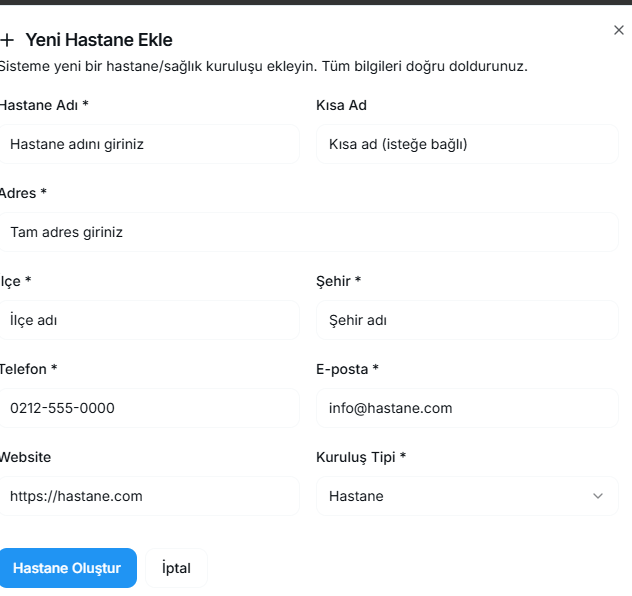 Yeni Hastane Ekle
Sisteme yeni bir hastane/sağlık kuruluşu ekleyin. Tüm bilgileri doğru doldurunuz.
Hastane Adı *
Kısa Ad
Hastane adını giriniz
Kısa ad (isteğe bağlı)
Adres *
Tam adres giriniz
İlçe *
Şehir *
İlçe adı
Şehir adı
Telefon *
E-posta *
0212-555-0000
info@hastane.com
Website
Kuruluş Tipi *
https://hastane.com
Hastane
Hastane Oluştur
İptal